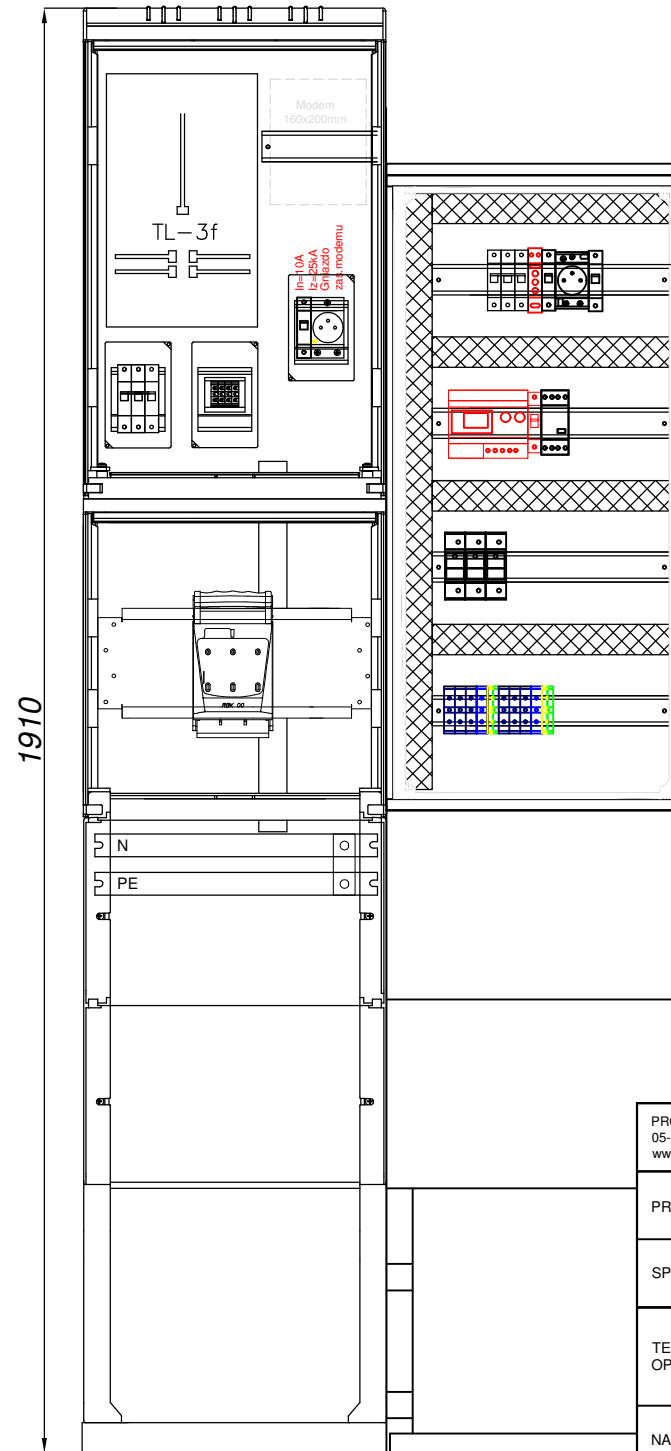 Modem
160x200mm
TL-3f
In=10A
Iz=25kA
Gniazdo
zas.modemu
RBK 00
1910
N
PE
PR
05-
ww
PR
SP
TE
OP
NA